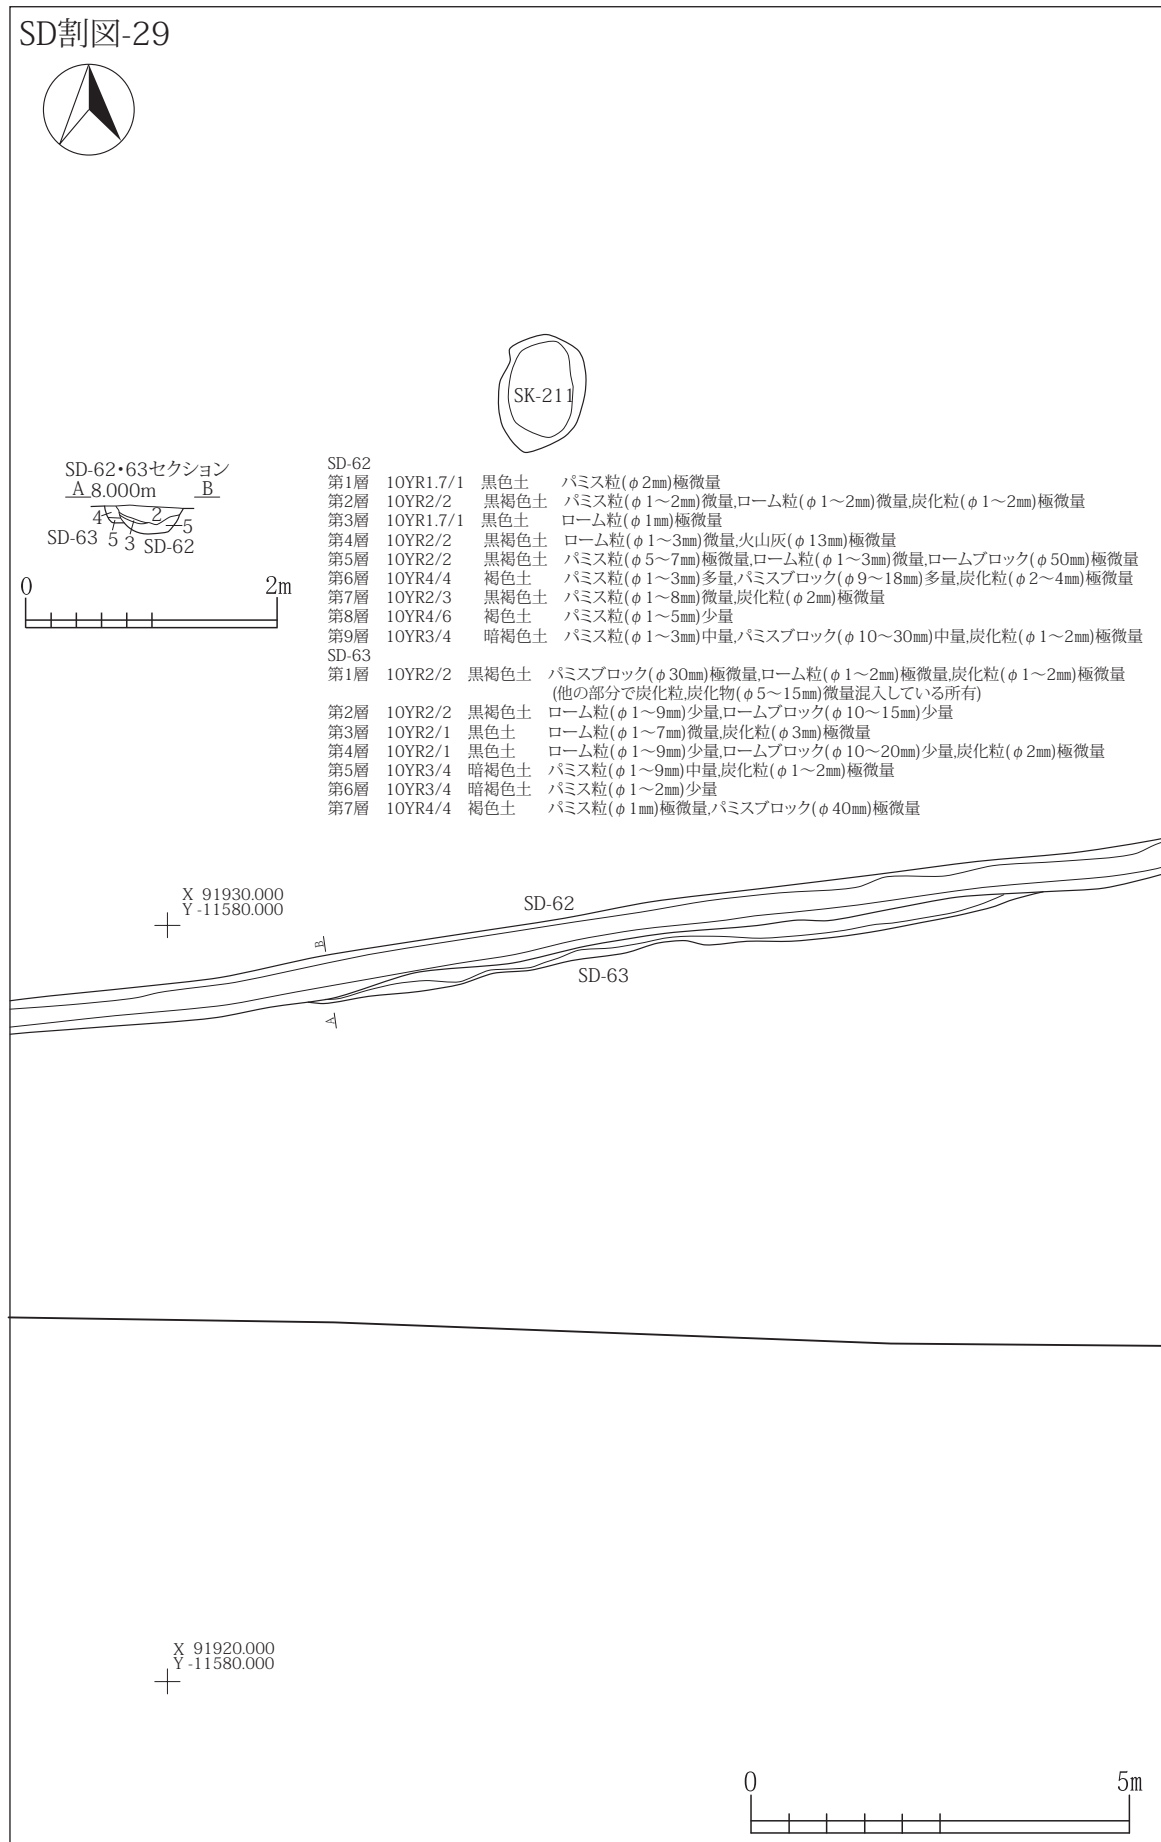 SD割図-29
SK-211
SD-62・63セクション
A 8.000m B
4 2 5
SD-63 5 3 SD-62
0 2m
SD-62
第1層 10YR1.7/1 黒色土 パミス粒(φ2㎜)極微量
第2層 10YR2/2 黒褐色土 パミス粒(φ1〜2㎜)微量,ローム粒(φ1〜2㎜)微量,炭化粒(φ1〜2㎜)極微量
第3層 10YR1.7/1 黒色土 ローム粒(φ1㎜)極微量
第4層 10YR2/2 黒褐色土 ローム粒(φ1〜3㎜)微量,火山灰(φ13㎜)極微量
第5層 10YR2/2 黒褐色土 パミス粒(φ5〜7㎜)極微量,ローム粒(φ1〜3㎜)微量,ロームブロック(φ50㎜)極微量
第6層 10YR4/4 褐色土 パミス粒(φ1〜3㎜)多量,パミスブロック(φ9〜18㎜)多量,炭化粒(φ2〜4㎜)極微量
第7層 10YR2/3 黒褐色土 パミス粒(φ1〜8㎜)微量,炭化粒(φ2㎜)極微量
第8層 10YR4/6 褐色土 パミス粒(φ1〜5㎜)少量
第9層 10YR3/4 暗褐色土 パミス粒(φ1〜3㎜)中量,パミスブロック(φ10〜30㎜)中量,炭化粒(φ1〜2㎜)極微量
SD-63
第1層 10YR2/2 黒褐色土 パミスブロック(φ30㎜)極微量,ローム粒(φ1〜2㎜)極微量,炭化粒(φ1〜2㎜)極微量
(他の部分で炭化粒,炭化物(φ5〜15㎜)微量混入している所有)
第2層 10YR2/2 黒褐色土 ローム粒(φ1〜9㎜)少量,ロームブロック(φ10〜15㎜)少量
第3層 10YR2/1 黒色土 ローム粒(φ1〜7㎜)微量,炭化粒(φ3㎜)極微量
第4層 10YR2/1 黒色土 ローム粒(φ1〜9㎜)少量,ロームブロック(φ10〜20㎜)少量,炭化粒(φ2㎜)極微量
第5層 10YR3/4 暗褐色土 パミス粒(φ1〜9㎜)中量,炭化粒(φ1〜2㎜)極微量
第6層 10YR3/4 暗褐色土 パミス粒(φ1〜2㎜)少量
第7層 10YR4/4 褐色土 パミス粒(φ1㎜)極微量,パミスブロック(φ40㎜)極微量
X 91930.000
Y -11580.000
SD-62
B
SD-63
A
X 91920.000
Y -11580.000
0 5m